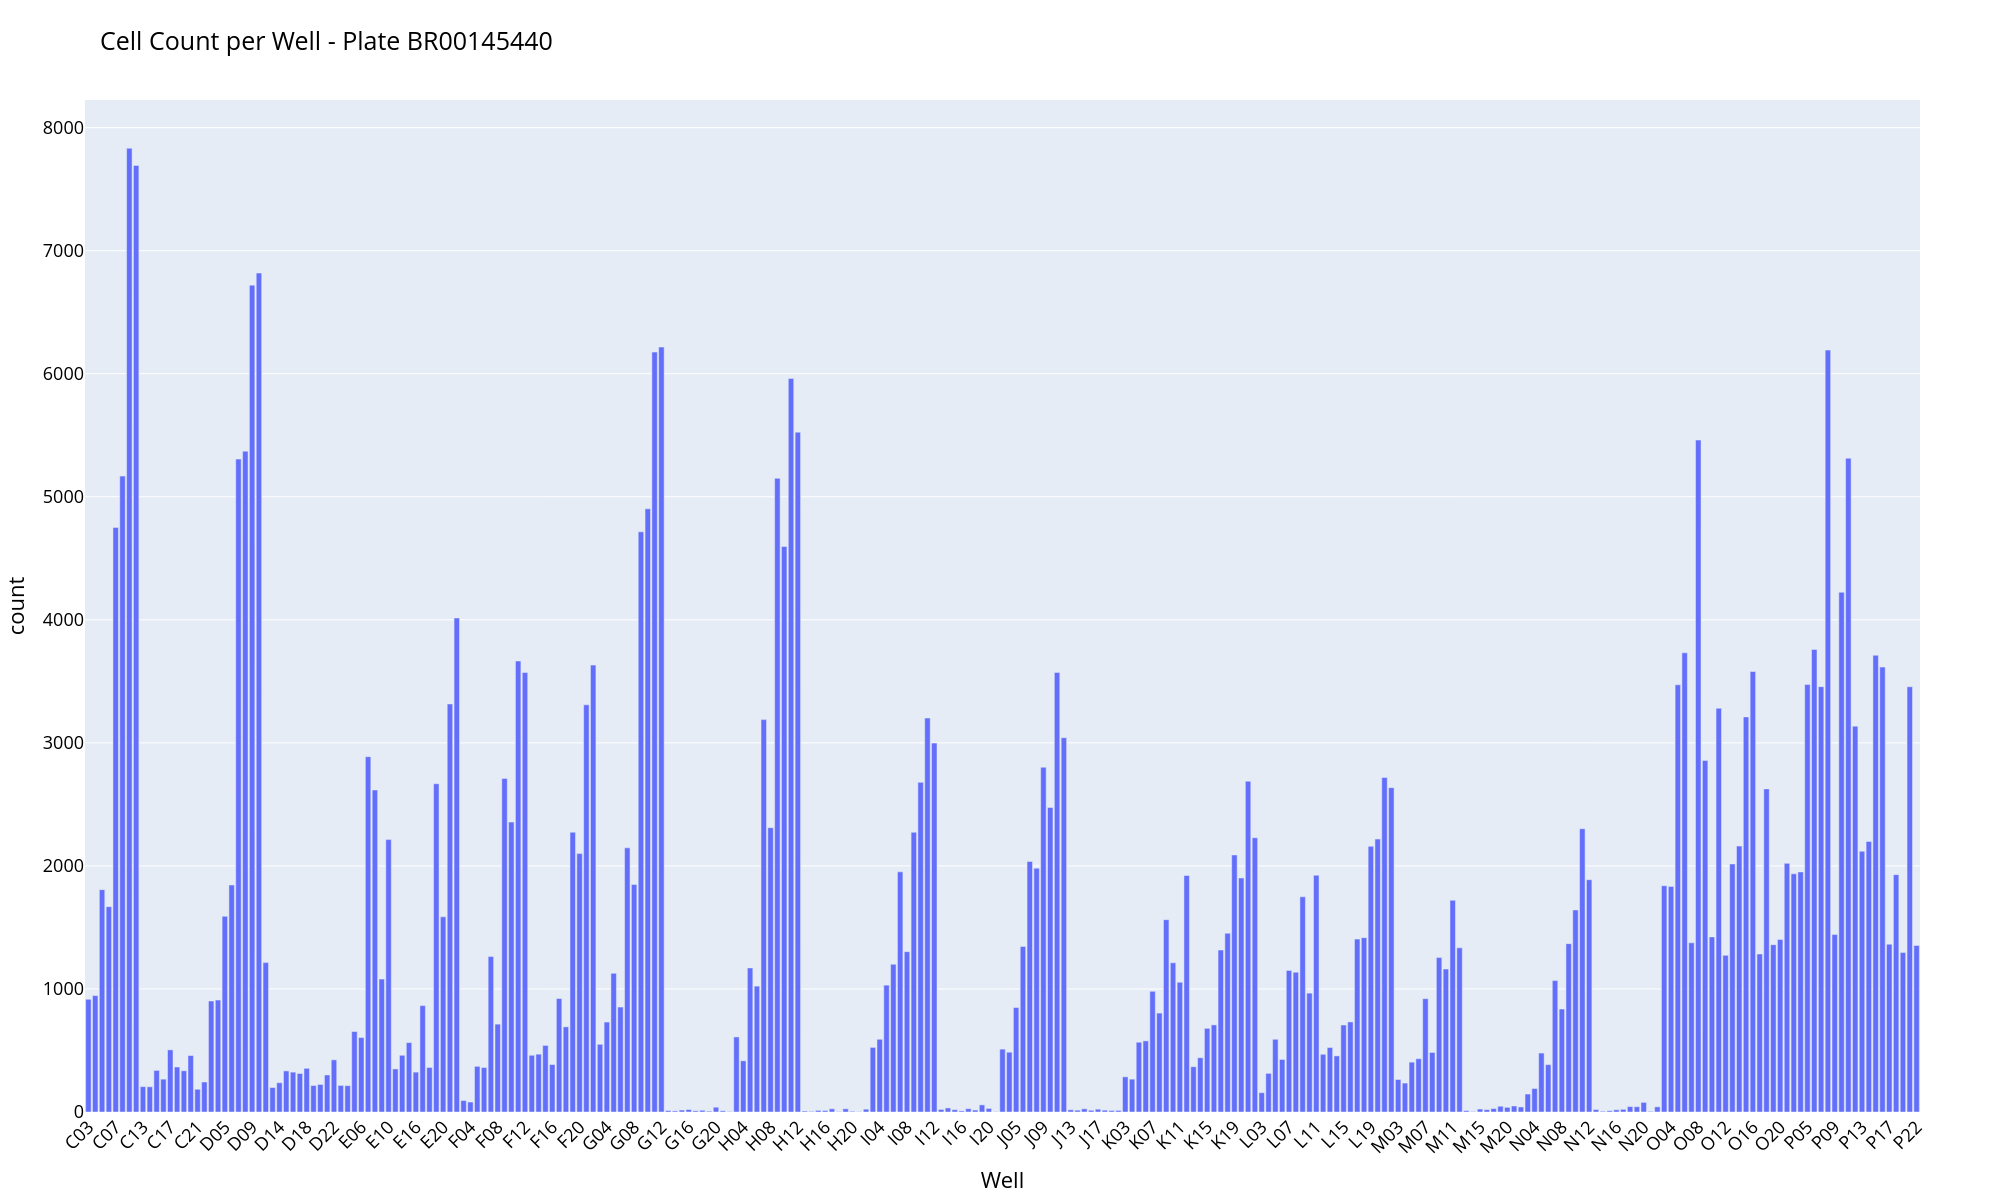 Cell Count per Well - Plate BR00145440
8000
7000
6000
5000
4000
3000
2000
1000
0
count
C03 C07 C13 C17 C21 D05 D09 D14 D18 D22 E06 E10 E16 E20 F04 F08 F12 F16 F20 G04 G08 G12 G16 G20 H04 H08 H12 H16 H20 I04 I08 I12 I16 I20 J05 J09 J13 J17 K03 K07 K11 K15 K19 L03 L07 L11 L15 L19 M03 M07 M11 M15 M20 N04 N08 N12 N16 N20 O04 O08 O12 O16 O20 P05 P09 P13 P17 P22
Well